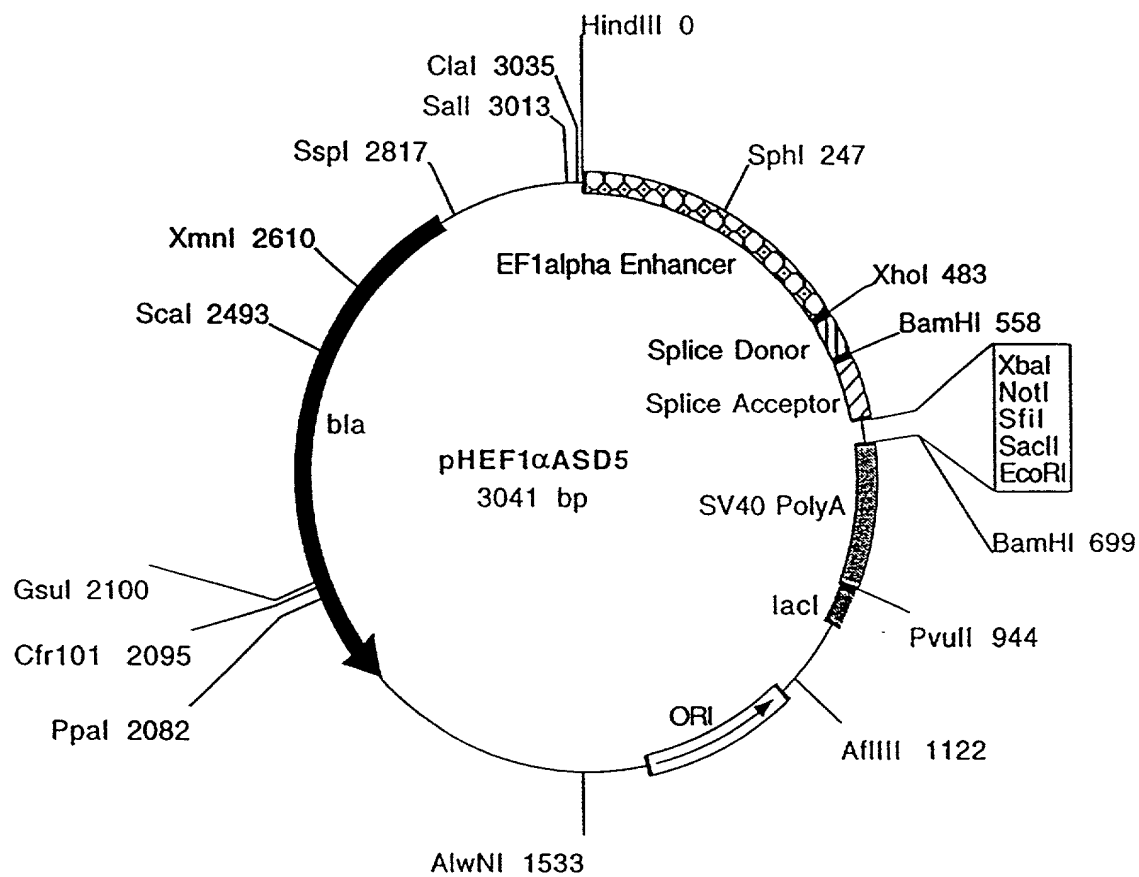 HindIII 0
ClaI 3035
SalI 3013
SspI 2817
SphI 247
XmnI 2610
EF1alpha Enhancer
XhoI 483
ScaI 2493
BamHI 558
Splice Donor
XbaI
NotI
SfiI
SacII
EcoRI
Splice Acceptor
bla
pHEF1αASD5
3041 bp
SV40 PolyA
BamHI 699
GsuI 2100
lacI
PvuII 944
Cfr101 2095
PpaI 2082
ORI
AflIII 1122
AlwNI 1533